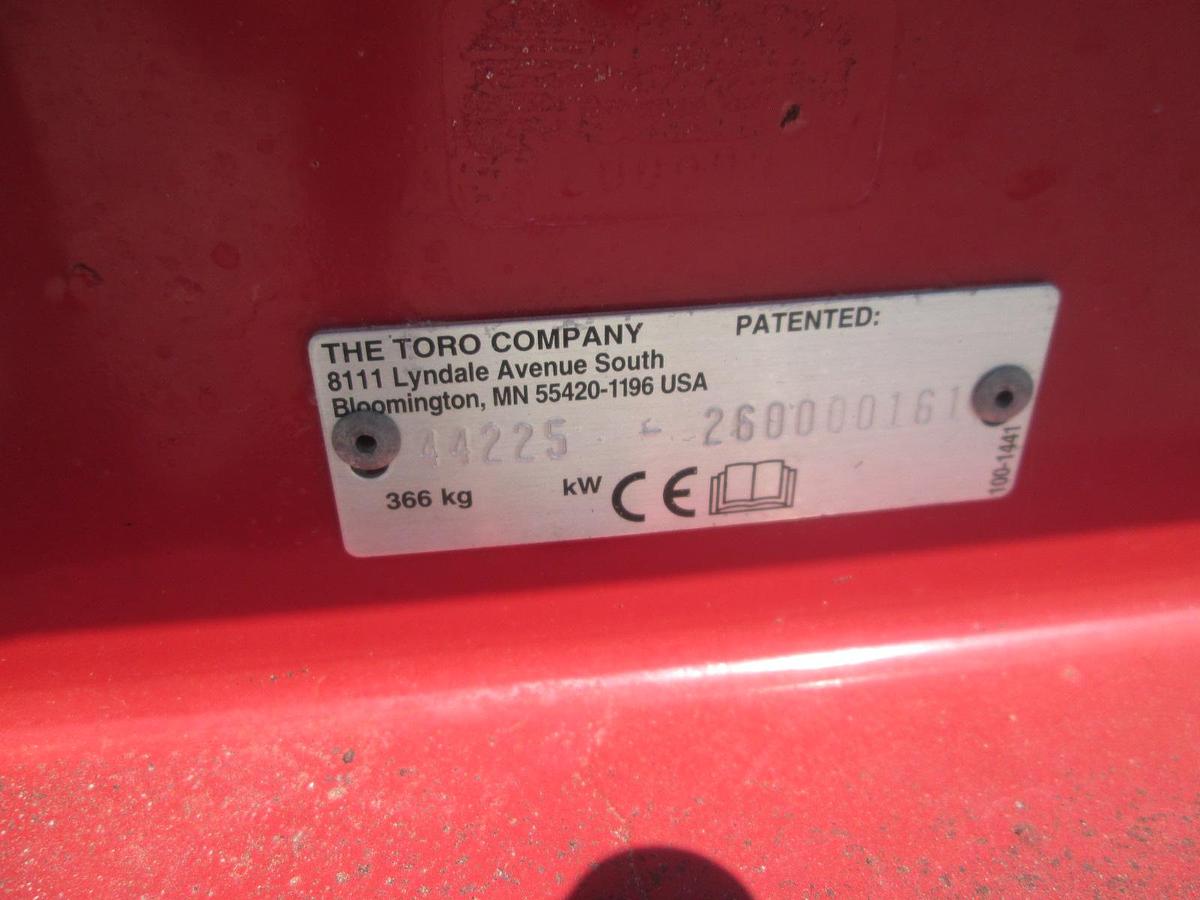 THE TORO COMPANY
PATENTED:
8111 Lyndale Avenue South
Bloomington, MN 55420-1196 USA
44225 - 260000161
366 kg
kW CE
100-1441